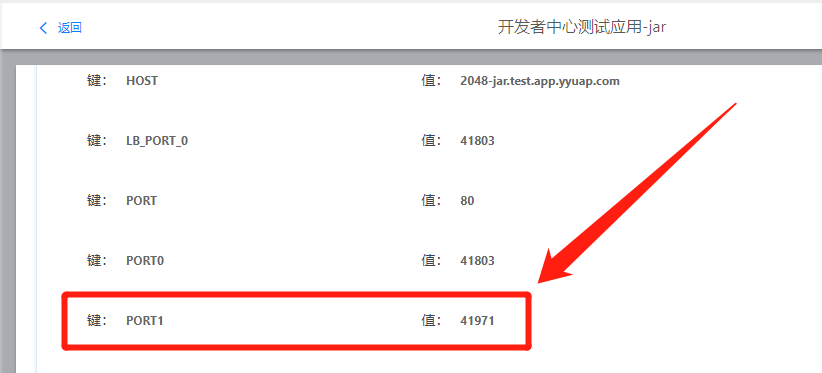 返回 开发者中心测试应用-jar
键： HOST 值： 2048-jar.test.app.yyuap.com
键： LB_PORT_0 值： 41803
键： PORT 值： 80
键： PORT0 值： 41803
键： PORT1 值： 41971